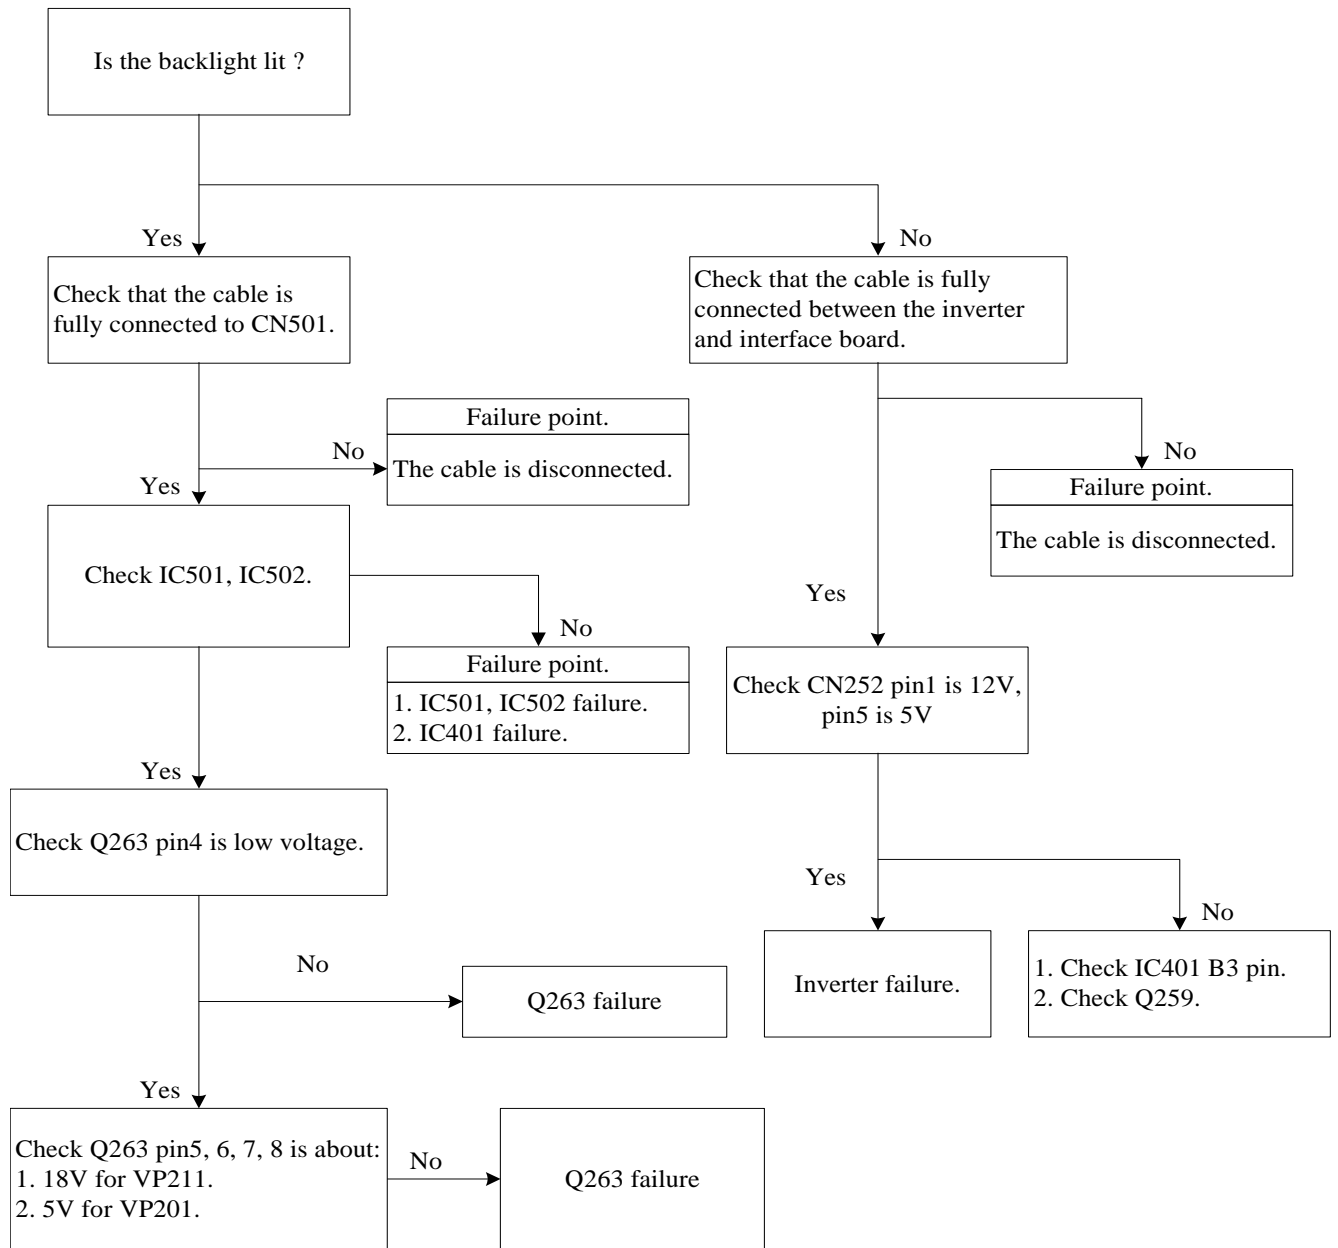 Is the backlight lit ?
Yes
No
Check that the cable is
fully connected to CN501.
Check that the cable is fully
connected between the inverter
and interface board.
Failure point.
No
The cable is disconnected.
Yes
No
Failure point.
The cable is disconnected.
Check IC501, IC502.
Yes
No
Failure point.
1. IC501, IC502 failure.
2. IC401 failure.
Check CN252 pin1 is 12V,
pin5 is 5V
Yes
Check Q263 pin4 is low voltage.
Yes
No
No
Q263 failure
Inverter failure.
1. Check IC401 B3 pin.
2. Check Q259.
Yes
Check Q263 pin5, 6, 7, 8 is about:
1. 18V for VP211.
2. 5V for VP201.
No
Q263 failure